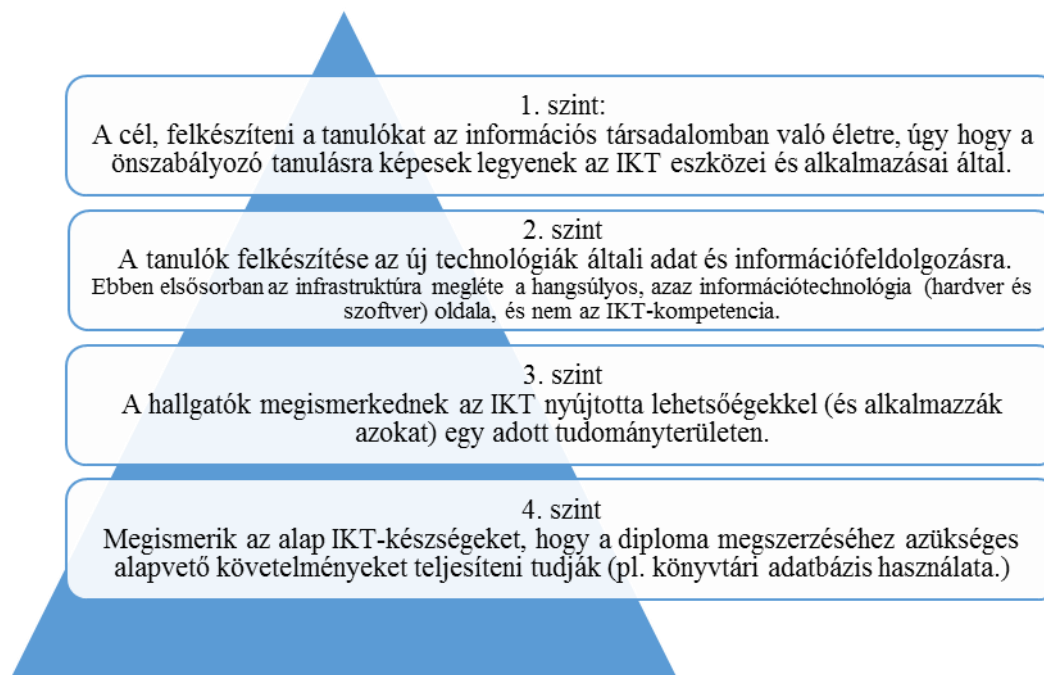 1. szint:
A cél, felkészíteni a tanulókat az információs társadalomban való életre, úgy hogy a
önszabályozó tanulásra képesek legyenek az IKT eszközei és alkalmazásai által.
2. szint
A tanulók felkészítése az új technológiák általi adat és információfeldolgozásra.
Ebben elsősorban az infrastruktúra megléte a hangsúlyos, azaz információtechnológia (hardver és
szoftver) oldala, és nem az IKT-kompetencia.
3. szint
A hallgatók megismerkednek az IKT nyújtotta lehetsőégekkel (és alkalmazzák
azokat) egy adott tudományterületen.
4. szint
Megismerik az alap IKT-készségeket, hogy a diploma megszerzéséhez azükséges
alapvető követelményeket teljesíteni tudják (pl. könyvtári adatbázis használata.)